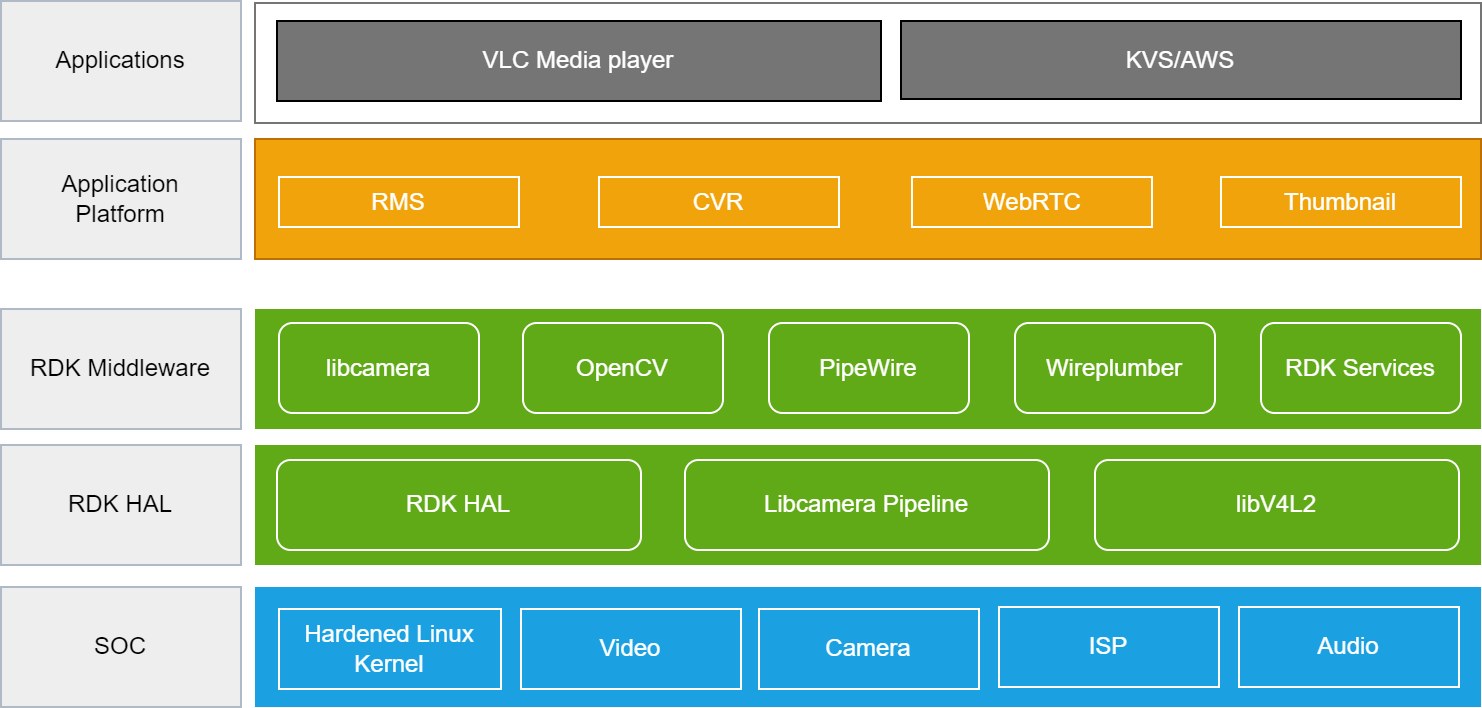 Applications
VLC Media player
KVS/AWS
Application
Platform
RMS
CVR
WebRTC
Thumbnail
RDK Middleware
libcamera
OpenCV
PipeWire
Wireplumber
RDK Services
RDK HAL
RDK HAL
Libcamera Pipeline
libV4L2
SOC
Hardened Linux
Kernel
Video
Camera
ISP
Audio